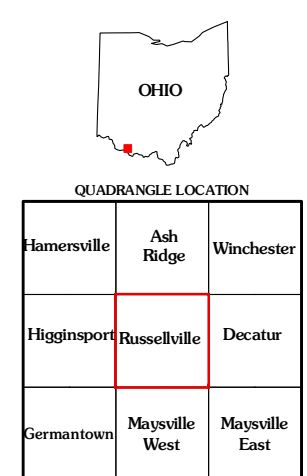 OHIO
QUADRANGLE LOCATION
Hamersville Ash Ridge Winchester
Higginsport Russellville Decatur
Germantown Maysville West Maysville East